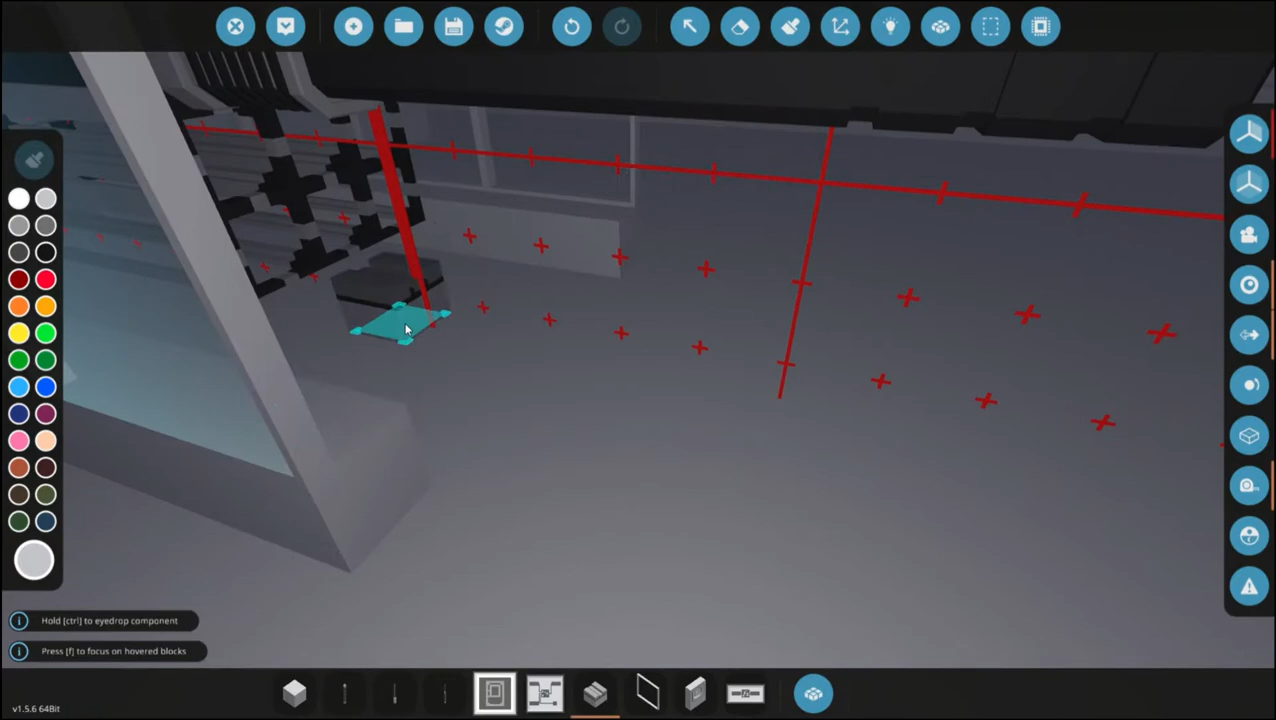 Hold [ctrl] to eyedrop component
Press [f] to focus on hovered blocks
v1.5.6 64Bit